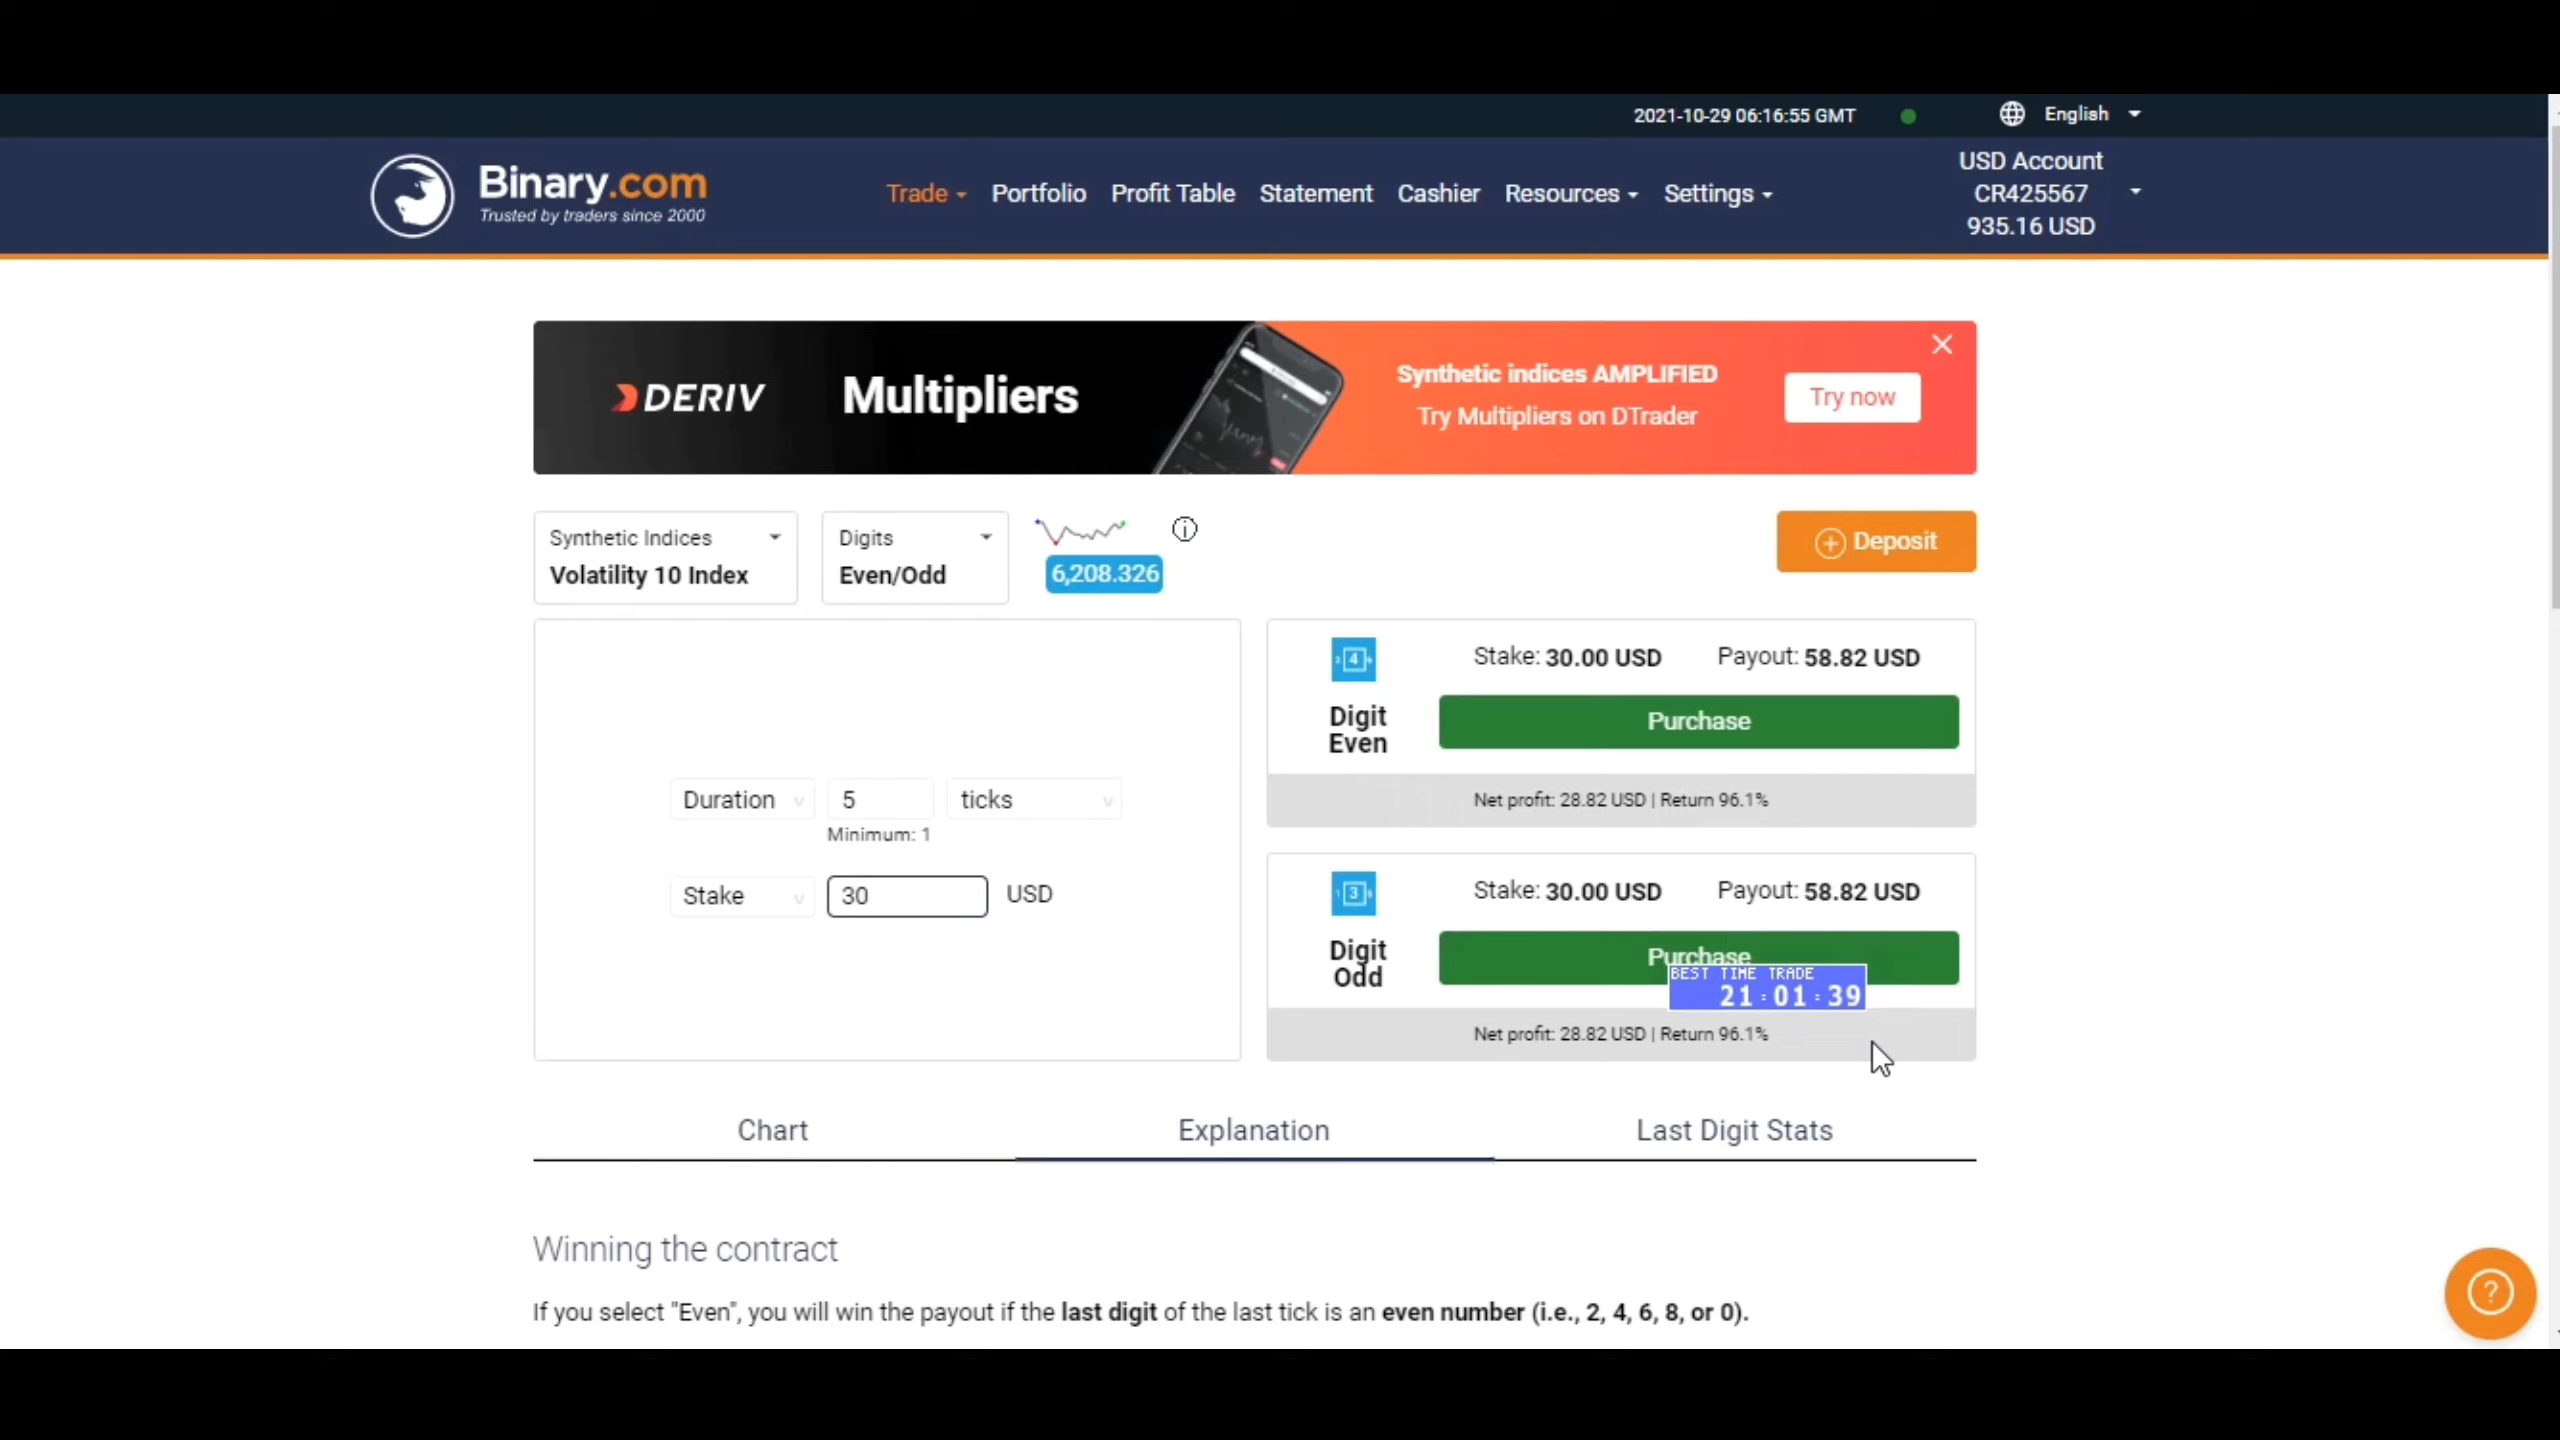 2021-10-29 06:16:55 GMT
English
Binary.com
Trusted by traders since 2000
Trade
Portfolio
Profit Table
Statement
Cashier
Resources
Settings
USD Account
CR425567
935.16 USD
DERIV
Multipliers
Synthetic indices AMPLIFIED
Try Multipliers on DTrader
Try now
Synthetic Indices
Volatility 10 Index
Digits
Even/Odd
6,208.326
Deposit
Duration
5
ticks
Minimum: 1
Stake
30
USD
4
Digit
Even
Stake: 30.00 USD
Payout: 58.82 USD
Purchase
Net profit: 28.82 USD | Return 96.1%
3
Digit
Odd
Stake: 30.00 USD
Payout: 58.82 USD
Purchase
BEST TIME TRADE
21:01:39
Net profit: 28.82 USD | Return 96.1%
Chart
Explanation
Last Digit Stats
Winning the contract
If you select "Even", you will win the payout if the last digit of the last tick is an even number (i.e., 2, 4, 6, 8, or 0).
?